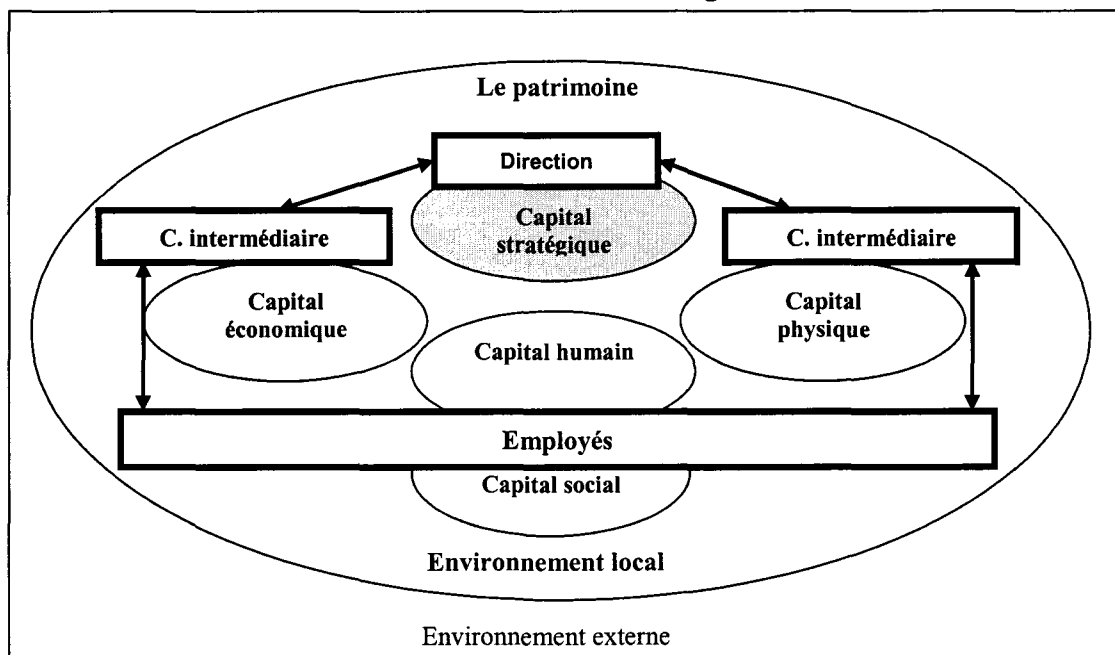 Le patrimoine
Direction
Capital
stratégique
C. intermédiaire
C. intermédiaire
Capital
économique
Capital
physique
Capital humain
Employés
Capital social
Environnement local
Environnement externe